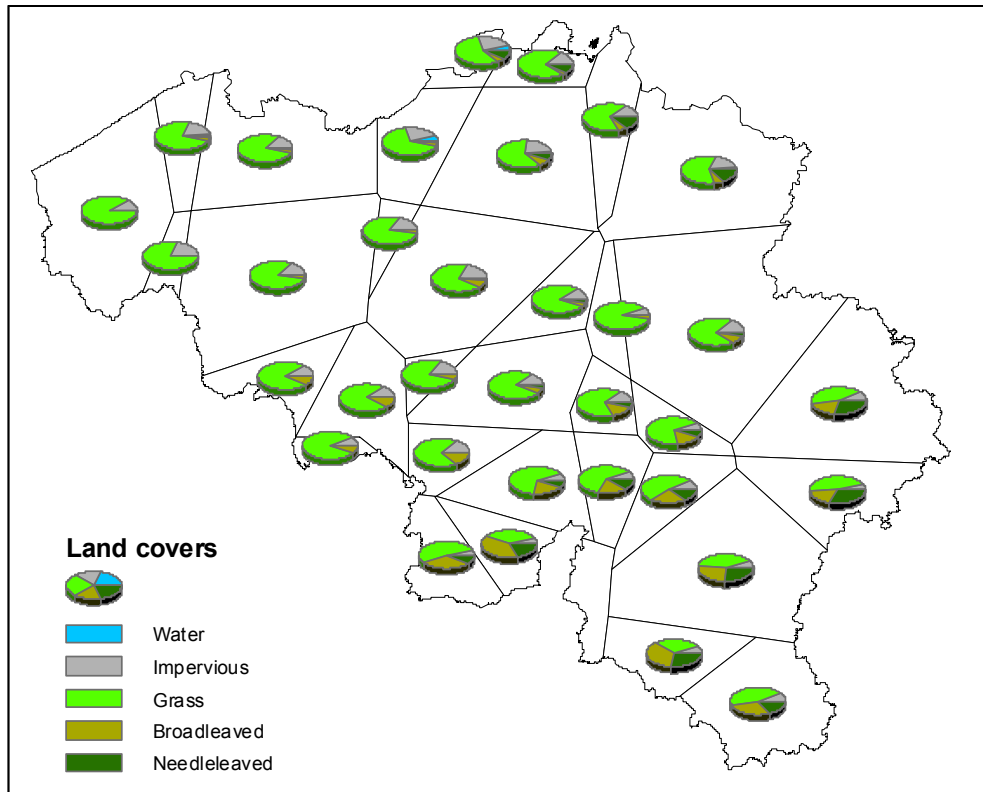 Land covers
Water
Impervious
Grass
Broadleaved
Needleleaved